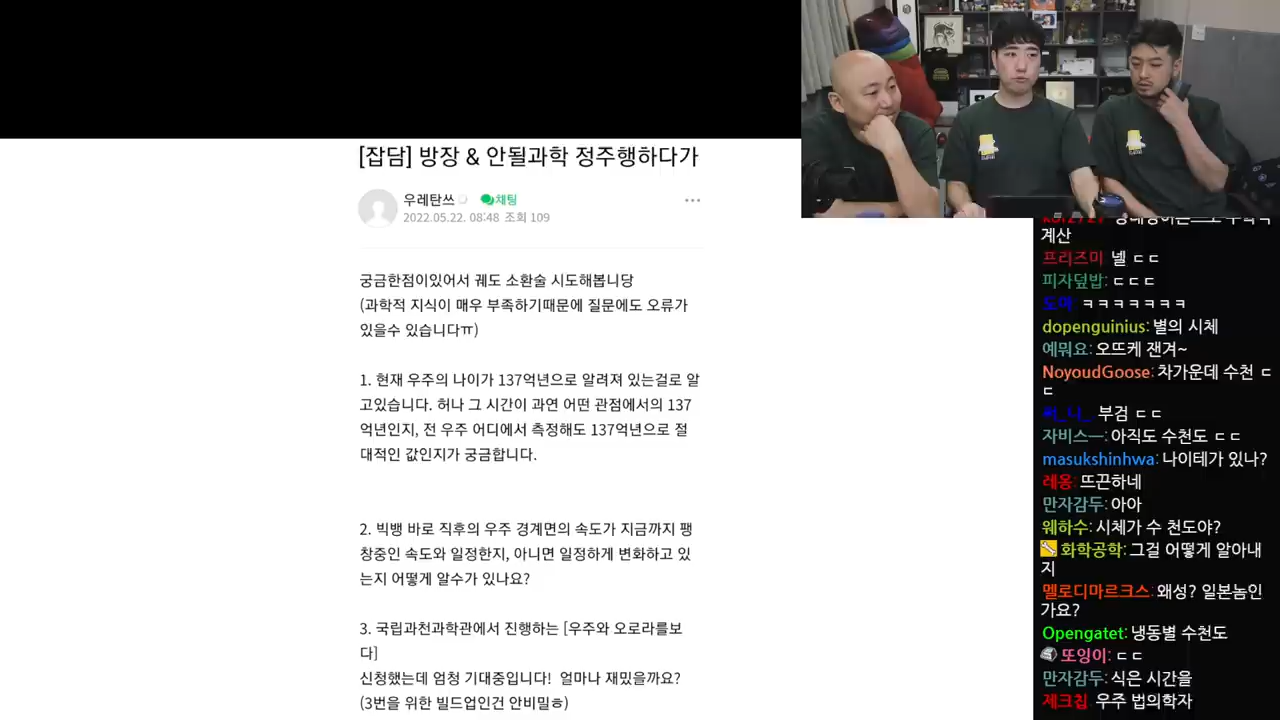 [잡담] 방장 & 안될과학 정주행하다가
우레탄쓰
채팅
2022.05.22. 08:48 조회 109
궁금한점이있어서 궤도 소환술 시도해봅니당
(과학적 지식이 매우 부족하기때문에 질문에도 오류가
있을수 있습니다ㅠ)
1. 현재 우주의 나이가 137억년으로 알려져 있는걸로 알
고있습니다. 허나 그 시간이 과연 어떤 관점에서의 137
억년인지, 전 우주 어디에서 측정해도 137억년으로 절
대적인 값인지가 궁금합니다.
2. 빅뱅 바로 직후의 우주 경계면의 속도가 지금까지 팽
창중인 속도와 일정한지, 아니면 일정하게 변화하고 있
는지 어떻게 알수가 있나요?
3. 국립과천과학관에서 진행하는 [우주와 오로라를보
다]
신청했는데 엄청 기대중입니다! 얼마나 재밌을까요?
(3번을 위한 빌드업인건 안비밀ㅎ)
계산
프리즈미 넬 ㄷㄷ
피자덮밥: ㄷㄷㄷ
ㅋㅋㅋㅋㅋㅋㅋ
dopenguinius: 별의 시체
예뭐요: 오뜨케 잰겨~
NoyoudGoose: 차가운데 수천 ㄷ
ㄷ
부검 ㄷㄷ
자비스—: 아직도 수천도 ㄷㄷ
masukshinhwa: 나이테가 있나?
레옹: 뜨끈하네
만자감두: 아아
웨하수: 시체가 수 천도야?
화학공학: 그걸 어떻게 알아내
지
멜로디마르크스: 왜성? 일본놈인
가요?
Opengatet: 냉동별 수천도
또잉이: ㄷㄷ
만자감두: 식은 시간을
제크칩 우주 법의학자